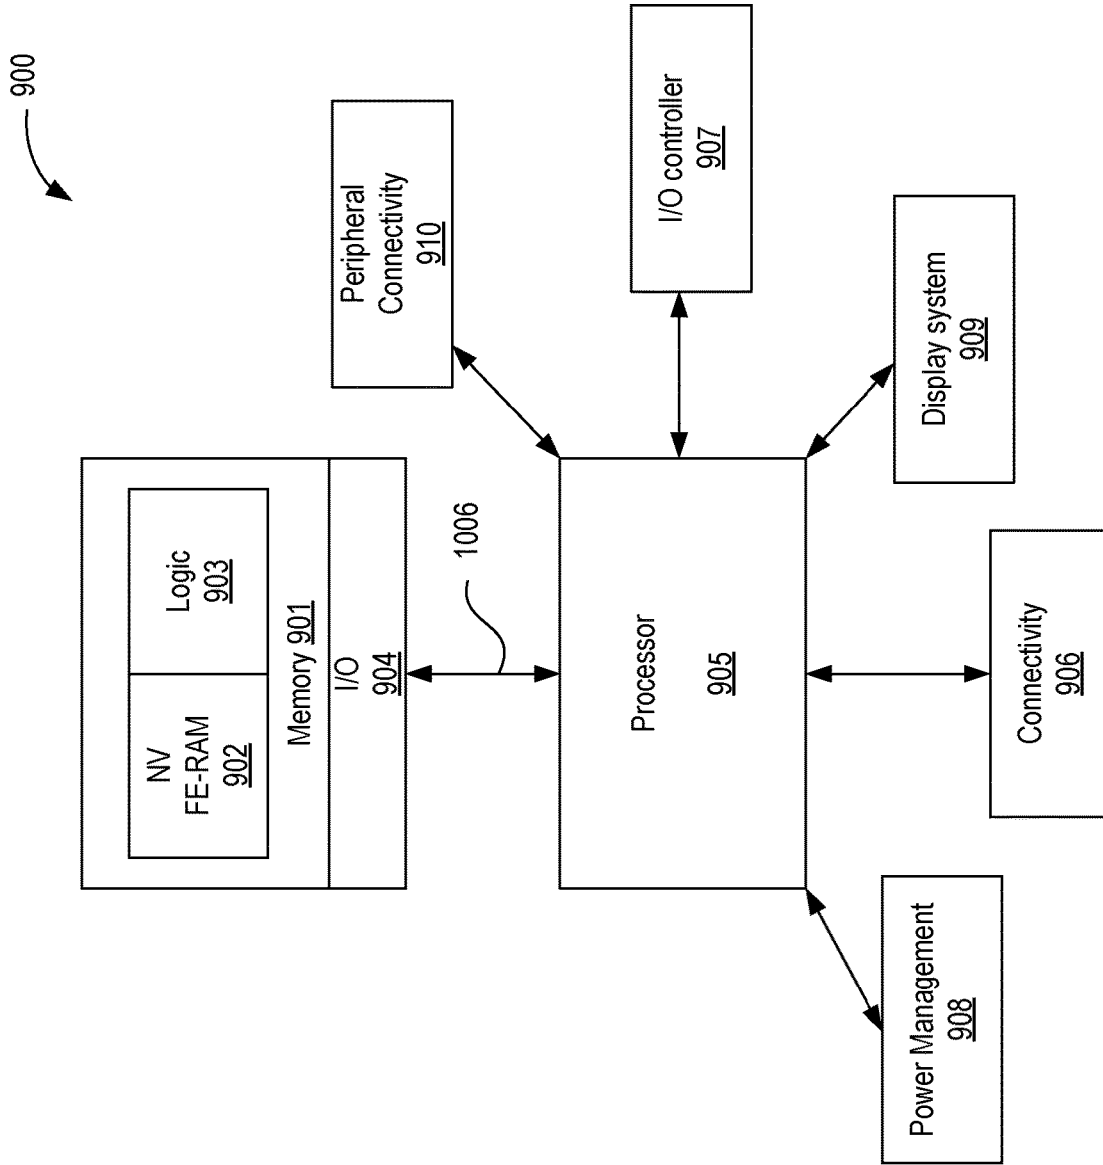 900
NV
FE-RAM
902
Logic
903
Memory 901
I/O
904
1006
Peripheral
Connectivity
910
I/O controller
907
Processor
905
Display system
909
Connectivity
906
Power Management
908